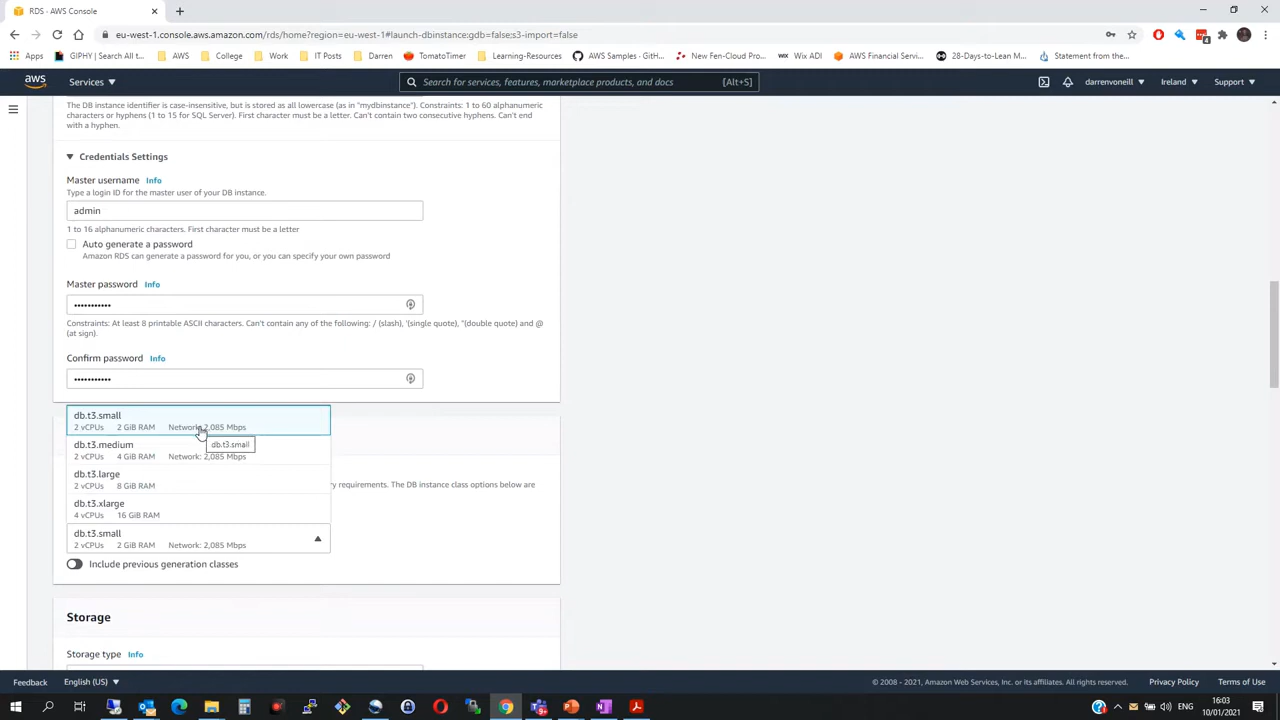 RDS - AWS Console
eu-west-1.console.aws.amazon.com/rds/home?region=eu-west-1#launch-dbinstance:gdb=false;s3-import=false
Apps GIPHY | Search All t... AWS College Work IT Posts Darren TomatoTimer Learning-Resources AWS Samples - GitH... New Fen-Cloud Pro... Wix ADI AWS Financial Servi... 28-Days-to-Lean M... Statement from the...
aws Services Search for services, features, marketplace products, and docs [Alt+S] darrenvoneill Ireland Support
The DB instance identifier is case-insensitive, but is stored as all lowercase (as in "mydbinstance"). Constraints: 1 to 60 alphanumeric
characters or hyphens (1 to 15 for SQL Server). First character must be a letter. Can't contain two consecutive hyphens. Can't end
with a hyphen.
Credentials Settings
Master username Info
Type a login ID for the master user of your DB instance.
admin
1 to 16 alphanumeric characters. First character must be a letter
Auto generate a password
Amazon RDS can generate a password for you, or you can specify your own password
Master password Info
•••••••••••
Constraints: At least 8 printable ASCII characters. Can't contain any of the following: / (slash), '(single quote), "(double quote) and @
(at sign).
Confirm password Info
•••••••••••
db.t3.small
2 vCPUs 2 GiB RAM Network: 2,085 Mbps
db.t3.medium db.t3.small
2 vCPUs 4 GiB RAM Network: 2,085 Mbps
db.t3.large
2 vCPUs 8 GiB RAM ry requirements. The DB instance class options below are
db.t3.xlarge
4 vCPUs 16 GiB RAM
db.t3.small
2 vCPUs 2 GiB RAM Network: 2,085 Mbps
Include previous generation classes
Storage
Storage type Info
Feedback English (US) © 2008 - 2021, Amazon Web Services, Inc. or its affiliates. All rights reserved. Privacy Policy Terms of Use
ENG 16:03
10/01/2021